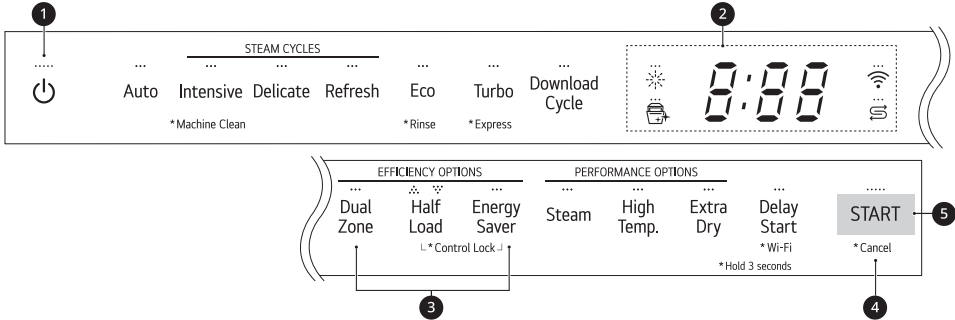 1
2
STEAM CYCLES
Auto Intensive Delicate Refresh Eco Turbo Download
Cycle
*Machine Clean *Rinse *Express
8:88
EFFICIENCY OPTIONS PERFORMANCE OPTIONS
Dual Half Energy Steam High Extra Delay START 5
Zone Load Saver Temp. Dry Start
*Control Lock *Wi-Fi *Cancel
*Hold 3 seconds
3
4